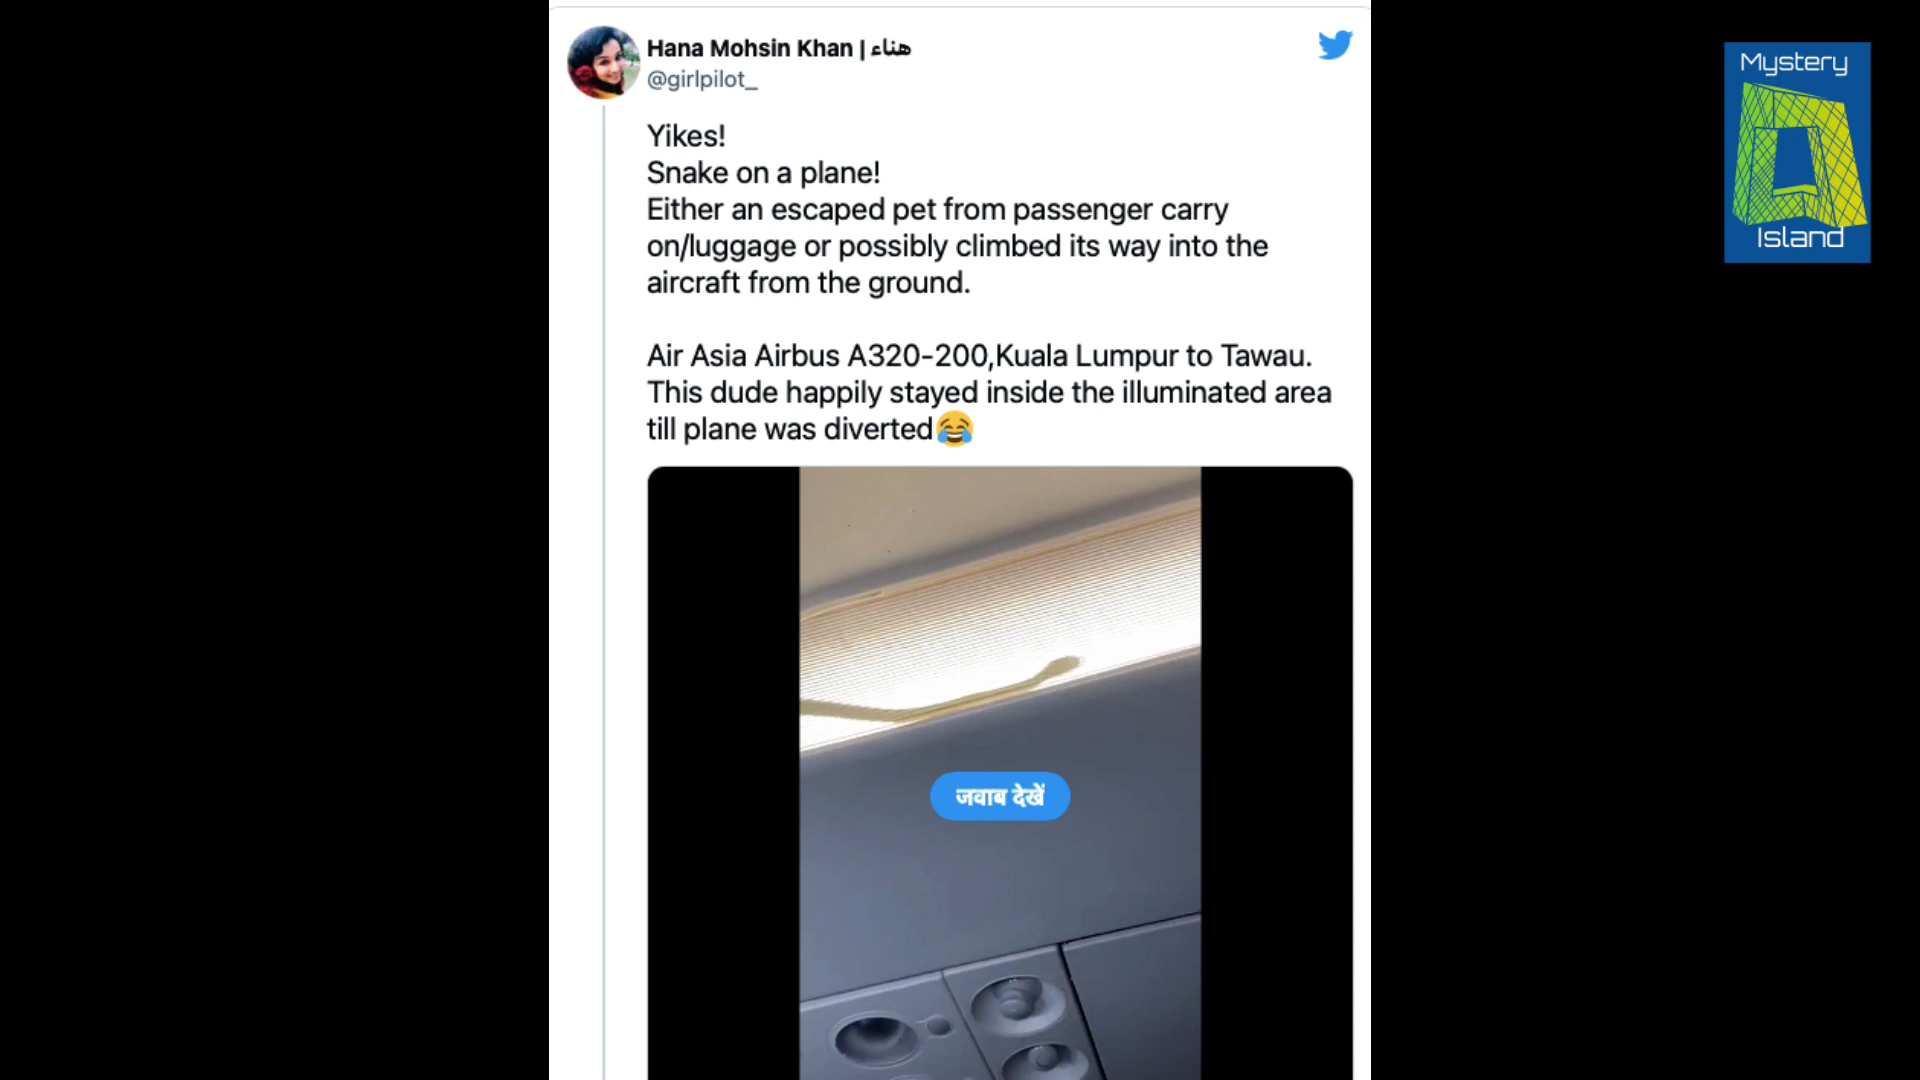 Hana Mohsin Khan | هناء
@girlpilot_
Yikes!
Snake on a plane!
Either an escaped pet from passenger carry
on/luggage or possibly climbed its way into the
aircraft from the ground.
Air Asia Airbus A320-200,Kuala Lumpur to Tawau.
This dude happily stayed inside the illuminated area
till plane was diverted😂
जवाब देखें
Mystery
Island